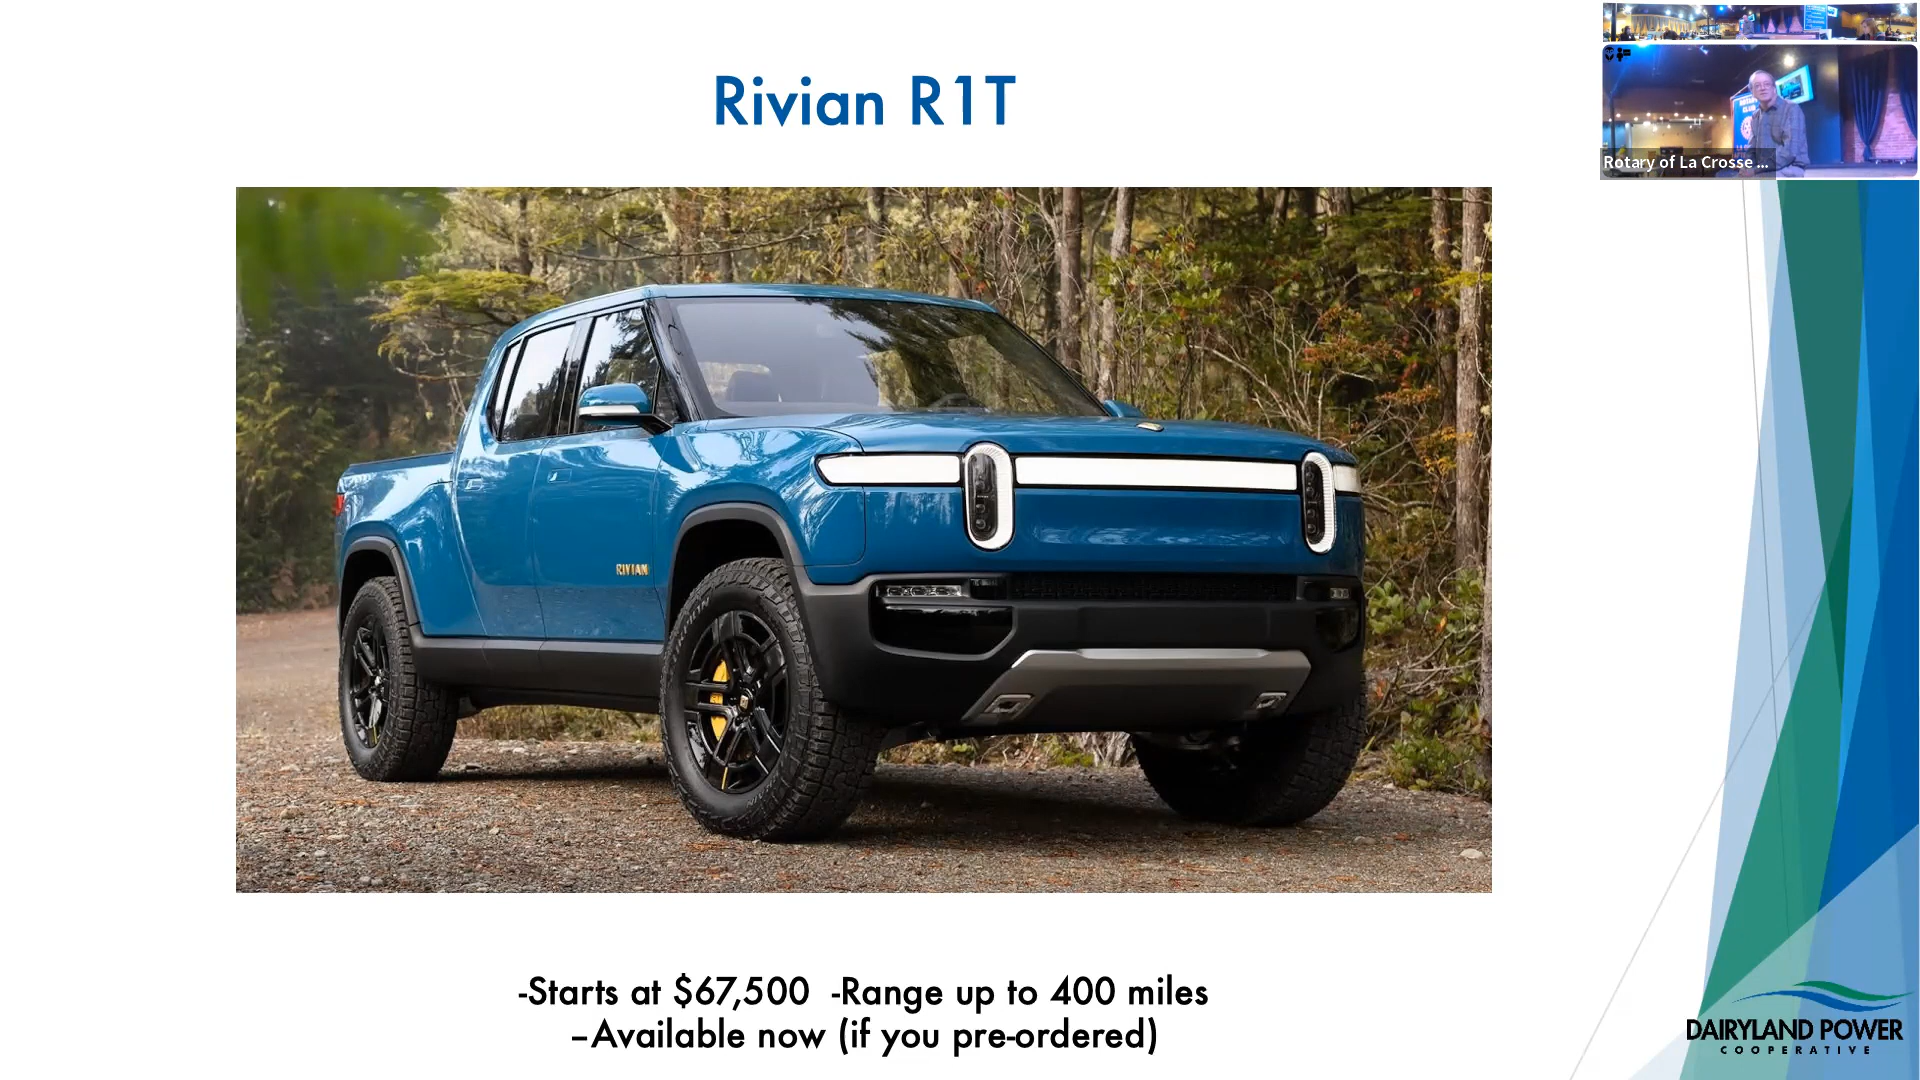 Rivian R1T
Rotary of La Crosse ...
RIVIAN
-Starts at $67,500 -Range up to 400 miles
–Available now (if you pre-ordered)
DAIRYLAND POWER
COOPERATIVE